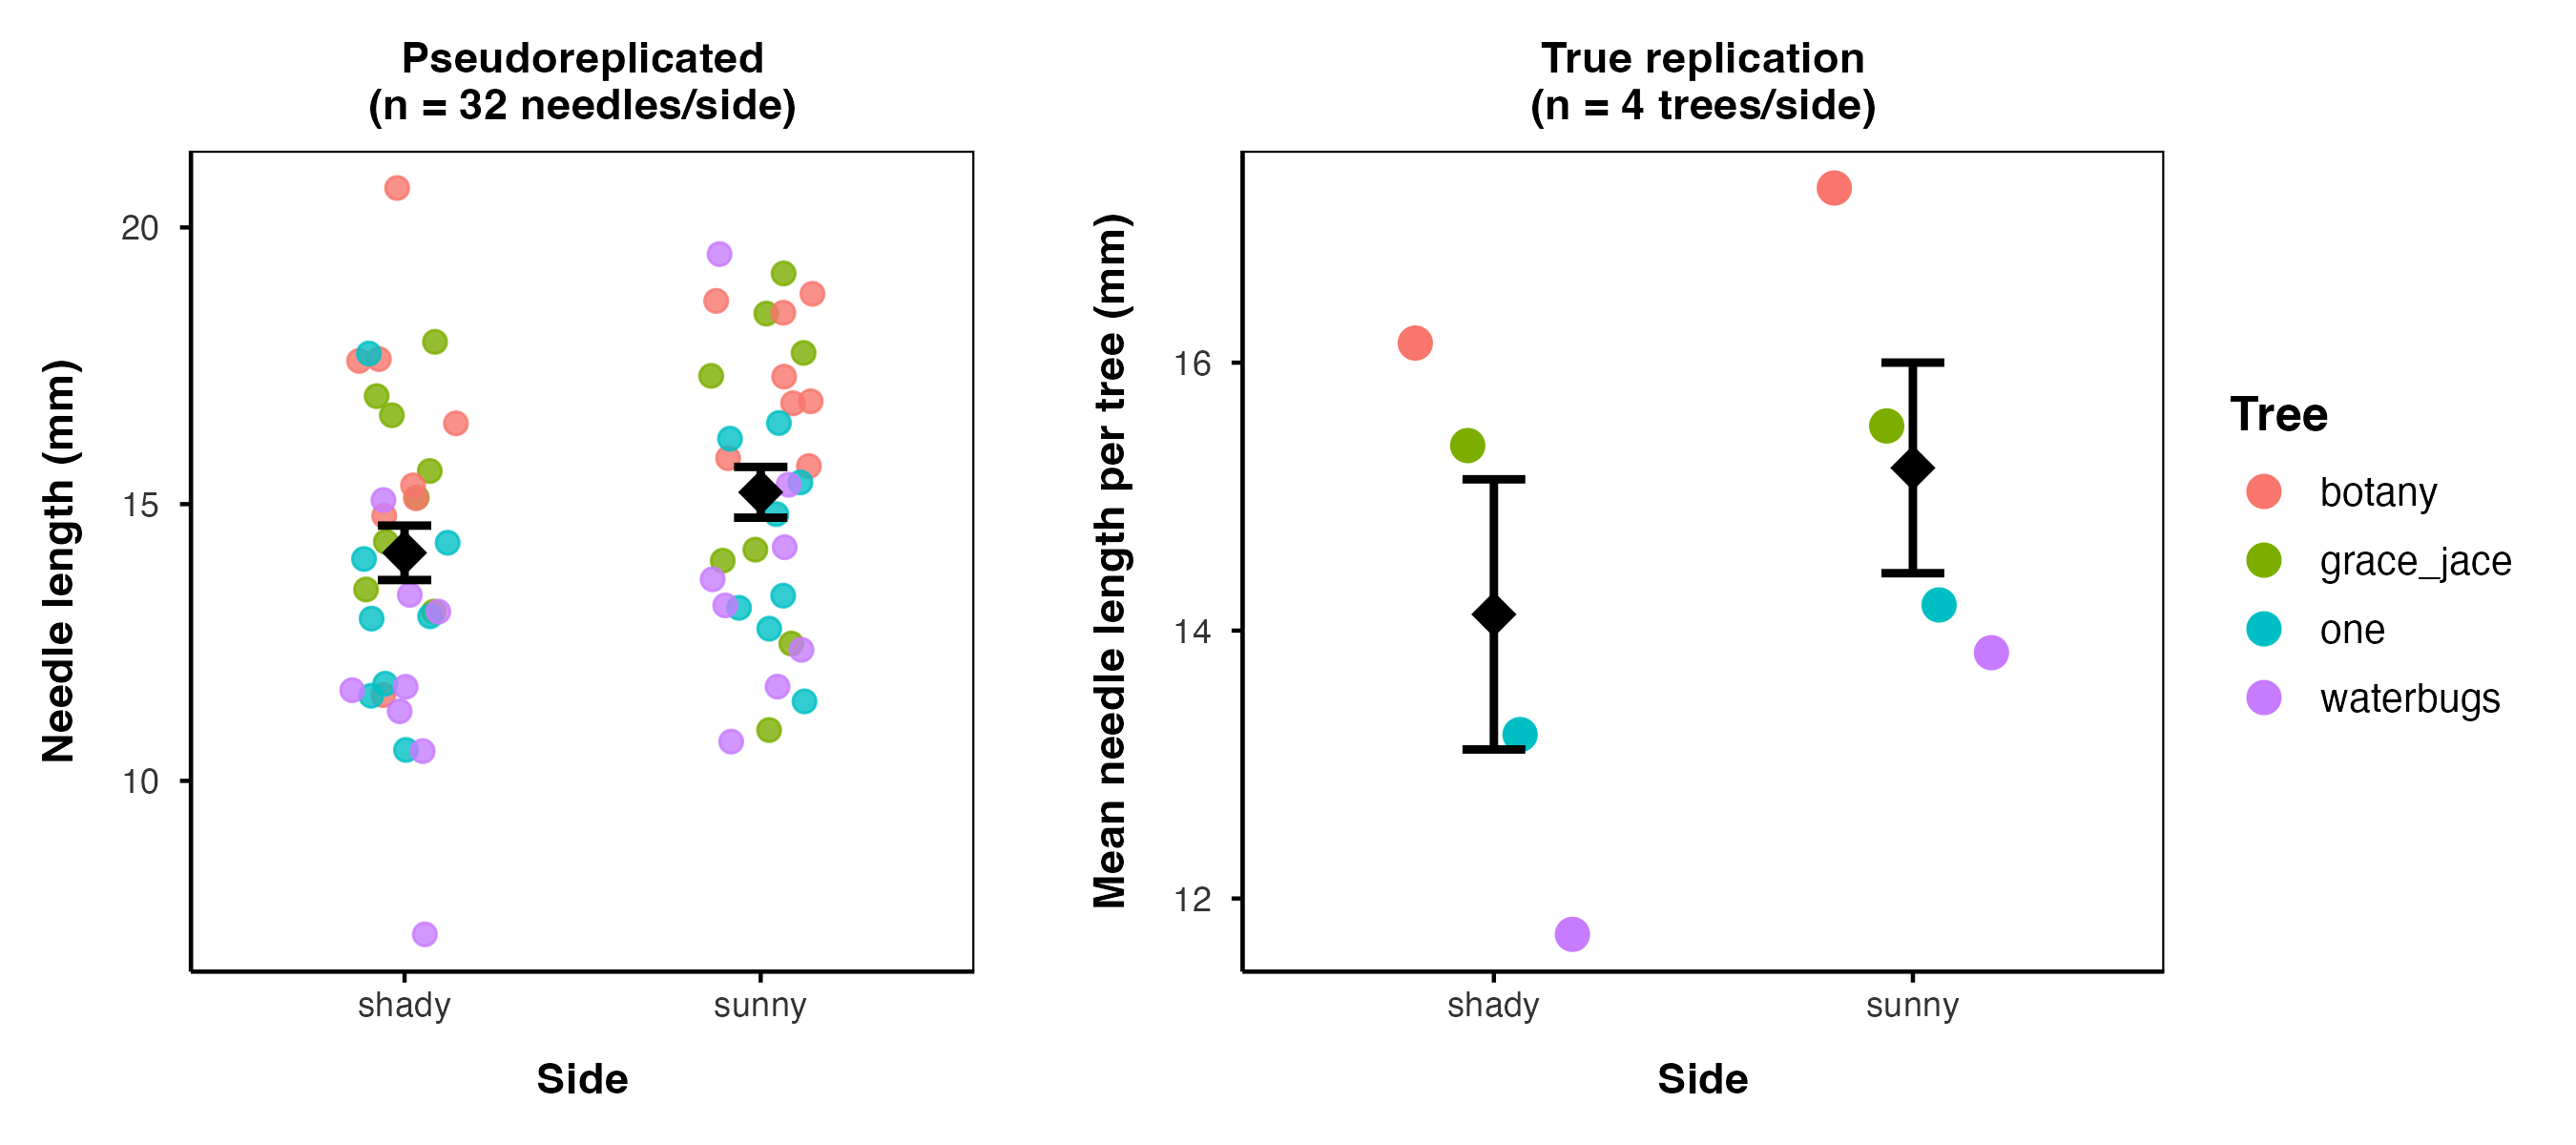 Pseudoreplicated
(n = 32 needles/side)
Needle length (mm)
20
15
10
shady
sunny
Side
True replication
(n = 4 trees/side)
Mean needle length per tree (mm)
16
14
12
shady
sunny
Side
Tree
botany
grace_jace
one
waterbugs